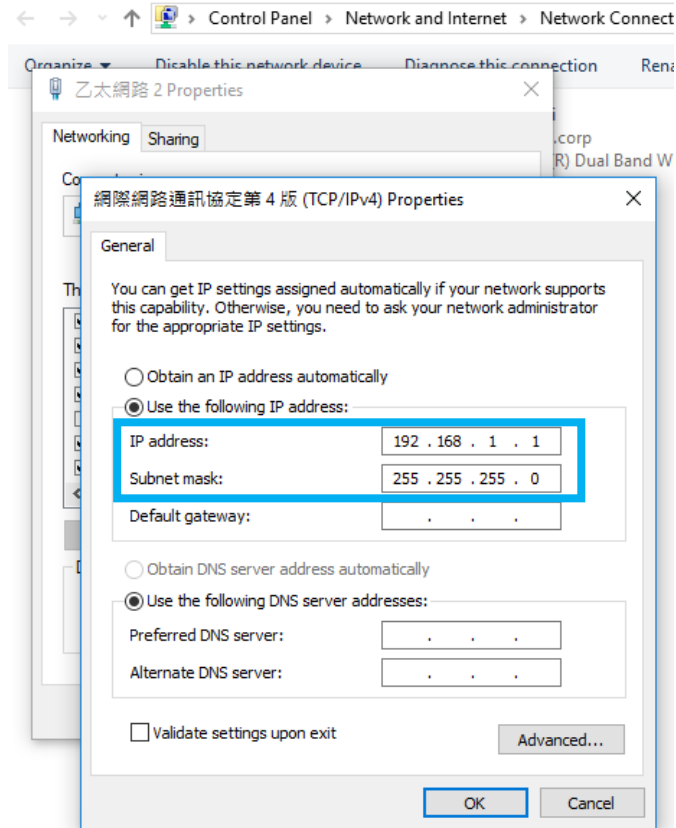 Control Panel › Network and Internet › Network Connect
Organize Disable this network device Diagnose this connection Rena
乙太網路 2 Properties
Networking Sharing
.corp
(R) Dual Band W
Co
網際網路通訊協定第 4 版 (TCP/IPv4) Properties
General
Th
You can get IP settings assigned automatically if your network supports
this capability. Otherwise, you need to ask your network administrator
for the appropriate IP settings.
Obtain an IP address automatically
Use the following IP address:
IP address: 192 . 168 . 1 . 1
Subnet mask: 255 . 255 . 255 . 0
Default gateway: . . .
Obtain DNS server address automatically
Use the following DNS server addresses:
Preferred DNS server: . . .
Alternate DNS server: . . .
Validate settings upon exit
Advanced...
OK Cancel